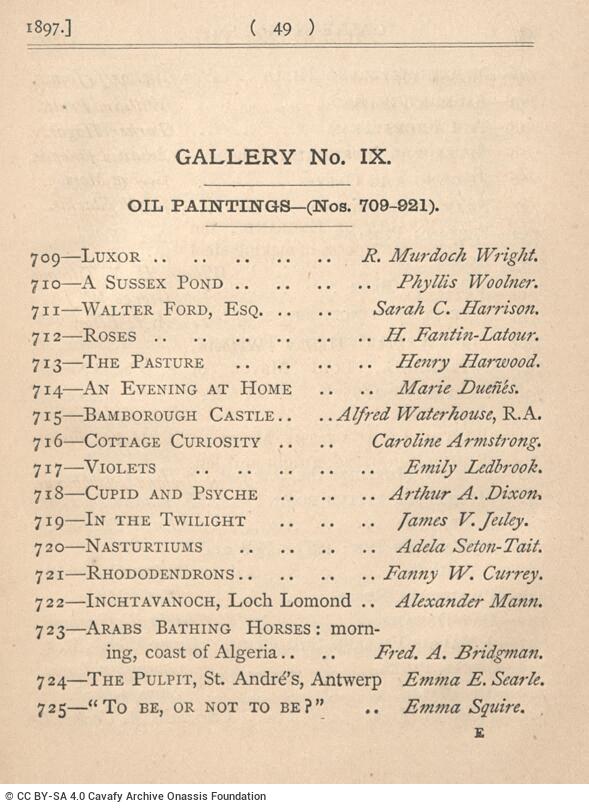 1897.] ( 49 )
GALLERY No. IX.
OIL PAINTINGS—(Nos. 709-921).
709—LUXOR .. .. .. .. .. R. Murdoch Wright.
710—A SUSSEX POND .. .. .. .. Phyllis Woolner.
711—WALTER FORD, ESQ. .. .. .. Sarah C. Harrison.
712—ROSES .. .. .. .. .. H. Fantin-Latour.
713—THE PASTURE .. .. .. .. Henry Harwood.
714—AN EVENING AT HOME .. .. Marie Dueñés.
715—BAMBOROUGH CASTLE.. .. Alfred Waterhouse, R.A.
716—COTTAGE CURIOSITY .. .. Caroline Armstrong.
717—VIOLETS .. .. .. .. .. Emily Ledbrook.
718—CUPID AND PSYCHE .. .. .. Arthur A. Dixon.
719—IN THE TWILIGHT .. .. .. James V. Jelley.
720—NASTURTIUMS .. .. .. .. Adela Seton-Tait.
721—RHODODENDRONS.. .. .. .. Fanny W. Currey.
722—INCHTAVANOCH, Loch Lomond .. Alexander Mann.
723—ARABS BATHING HORSES: morn-
ing, coast of Algeria.. .. Fred. A. Bridgman.
724—THE PULPIT, St. André's, Antwerp Emma E. Searle.
725—"TO BE, OR NOT TO BE?" .. Emma Squire.
E
© CC BY-SA 4.0 Cavafy Archive Onassis Foundation